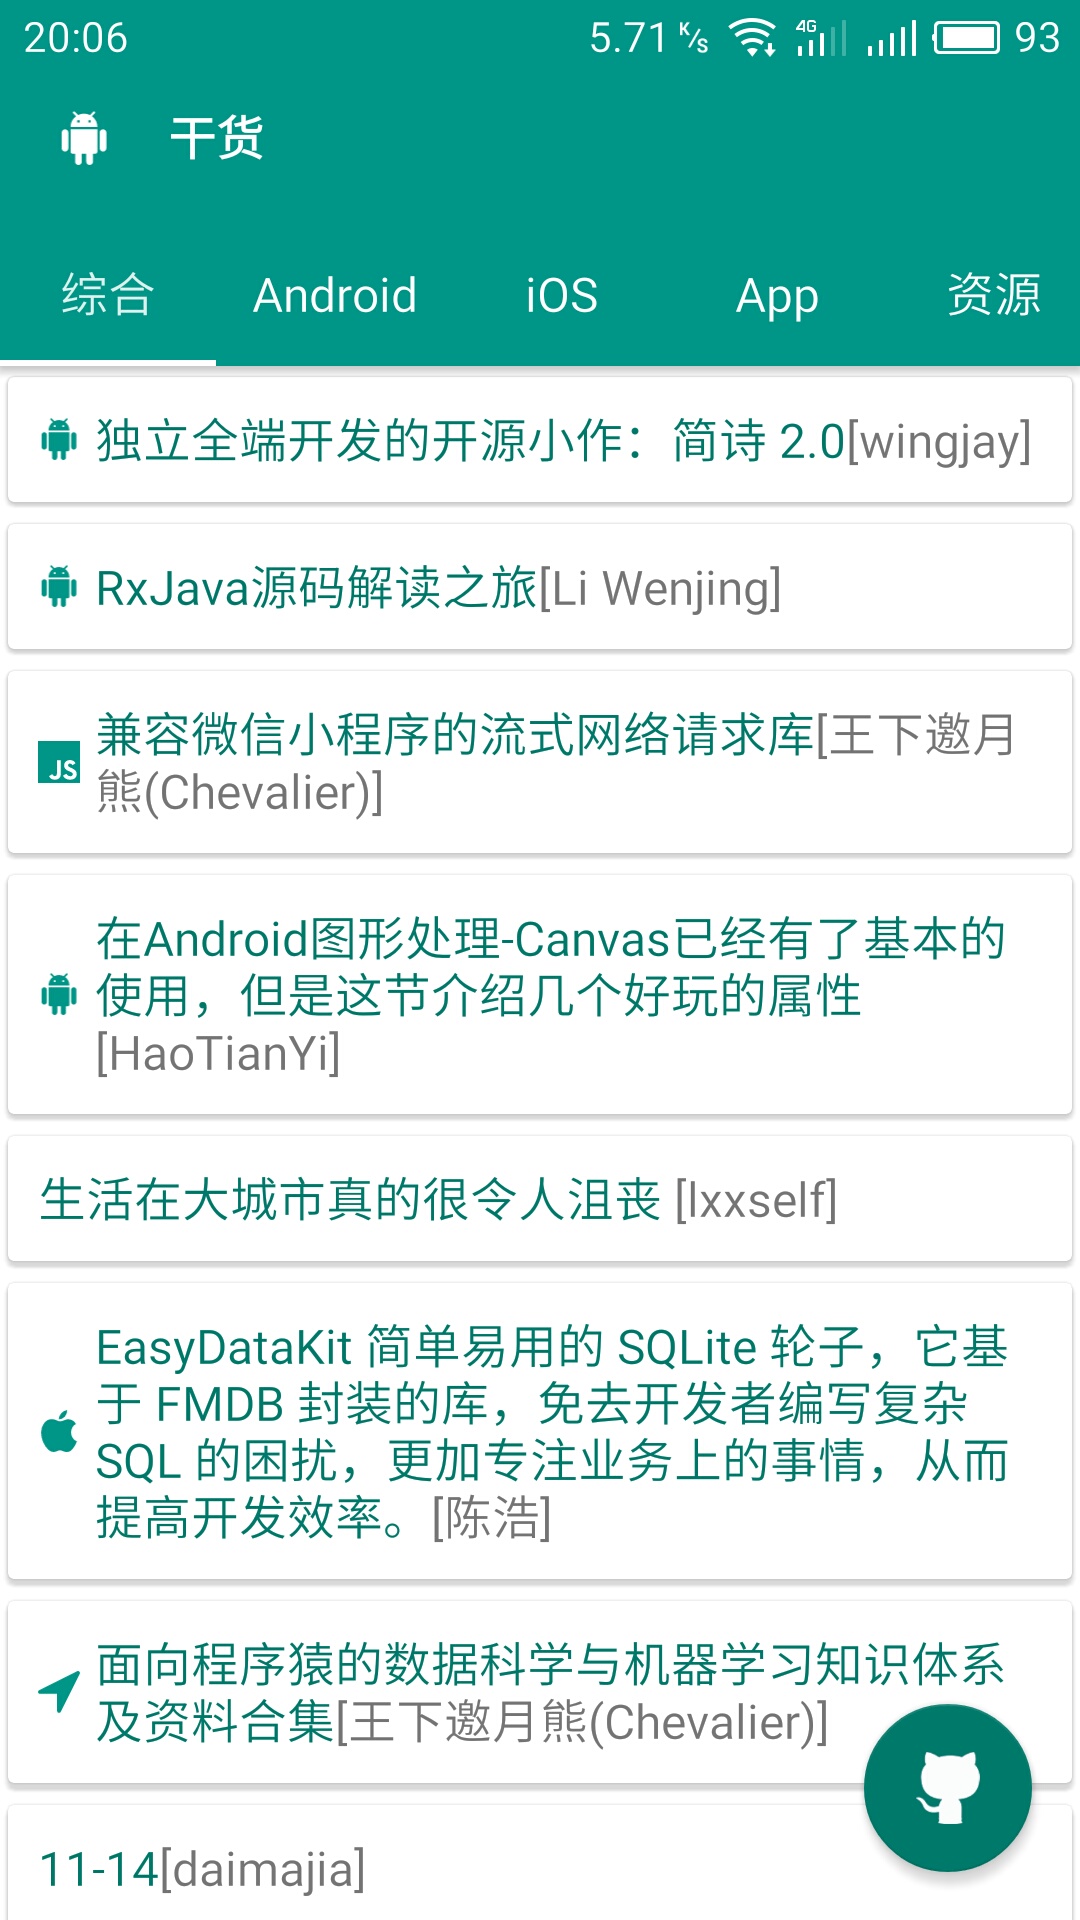 20:06 5.71 K/s 4G 93
干货
综合 Android iOS App 资源
独立全端开发的开源小作：简诗 2.0[wingjay]
RxJava源码解读之旅[Li Wenjing]
兼容微信小程序的流式网络请求库[王下邀月
JS
熊(Chevalier)]
在Android图形处理-Canvas已经有了基本的
使用，但是这节介绍几个好玩的属性
[HaoTianYi]
生活在大城市真的很令人沮丧 [lxxself]
EasyDataKit 简单易用的 SQLite 轮子，它基
于 FMDB 封装的库，免去开发者编写复杂
SQL 的困扰，更加专注业务上的事情，从而
提高开发效率。[陈浩]
面向程序猿的数据科学与机器学习知识体系
及资料合集[王下邀月熊(Chevalier)]
11-14[daimajia]